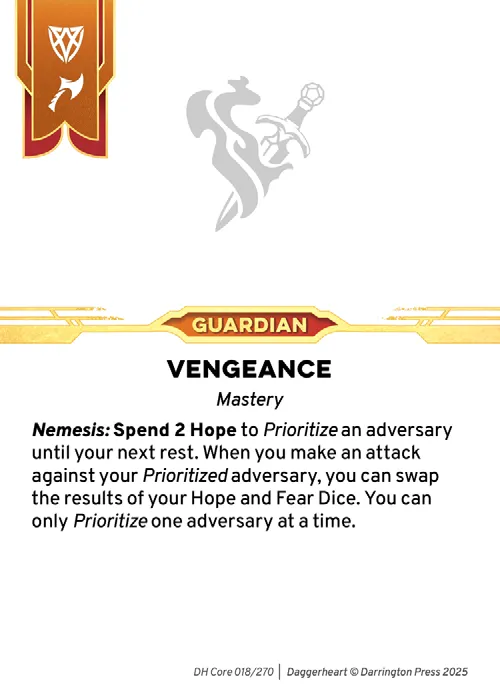 GUARDIAN
VENGEANCE
Mastery
Nemesis: Spend 2 Hope to Prioritize an adversary
until your next rest. When you make an attack
against your Prioritized adversary, you can swap
the results of your Hope and Fear Dice. You can
only Prioritize one adversary at a time.
DH Core 018/270 | Daggerheart © Darrington Press 2025